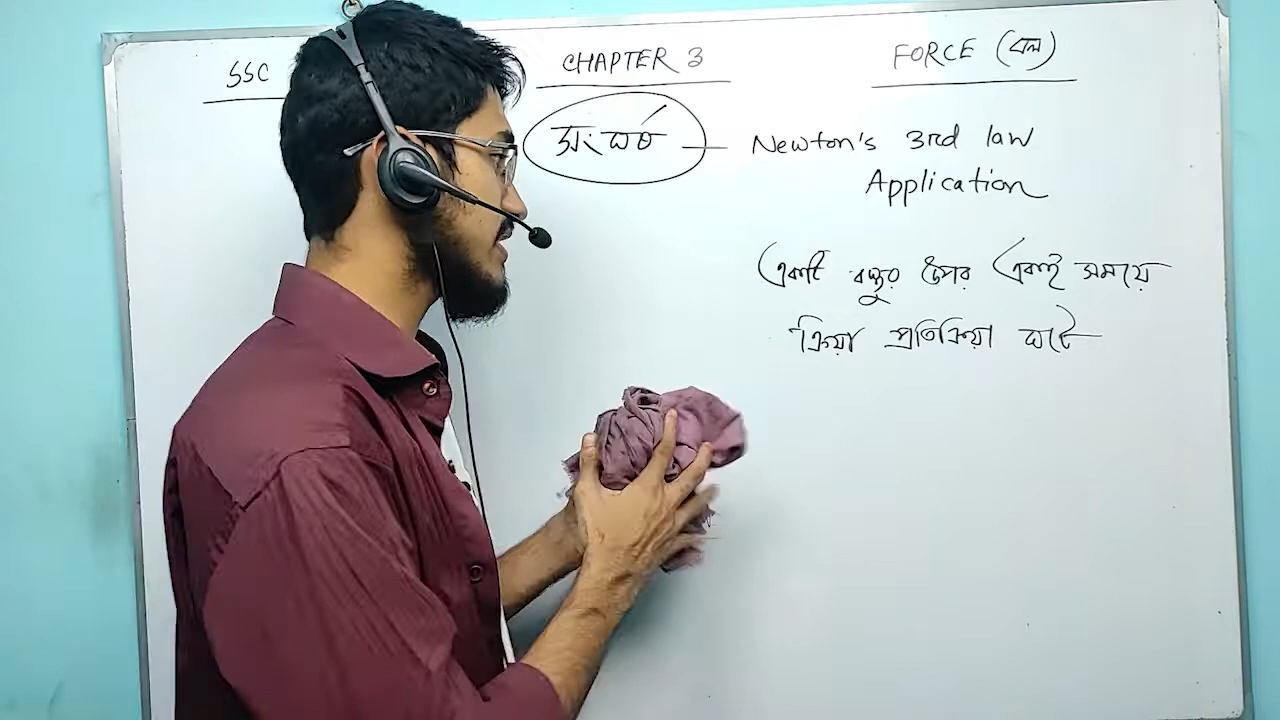 SSC
CHAPTER 3
FORCE (বল)
সংঘর্ষ — Newton's 3rd law
Application
একটি বস্তুর উপর একই সময়ে
ক্রিয়া প্রতিক্রিয়া ঘটে